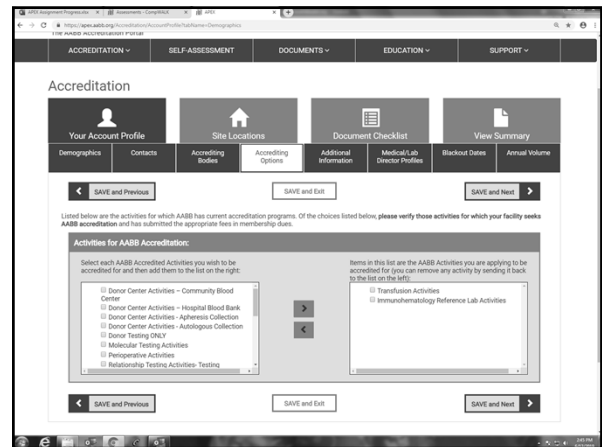 APEX Assignment Progress.xlsx
Assessments - CompWALK
APEX
https://apex.aabb.org/Accreditation/AccountProfile?tabName=Demographics
The AABB Accreditation Portal
ACCREDITATION
SELF-ASSESSMENT
DOCUMENTS
EDUCATION
SUPPORT
Accreditation
Your Account Profile
Site Locations
Document Checklist
View Summary
Demographics
Contacts
Accrediting Bodies
Accrediting Options
Additional Information
Medical/Lab Director Profiles
Blackout Dates
Annual Volume
SAVE and Previous
SAVE and Exit
SAVE and Next
Listed below are the activities for which AABB has current accreditation programs. Of the choices listed below, please verify those activities for which your facility seeks
AABB accreditation and has submitted the appropriate fees in membership dues.
Activities for AABB Accreditation:
Select each AABB Accredited Activities you wish to be
accredited for and then add them to the list on the right:
Donor Center Activities – Community Blood
Center
Donor Center Activities – Hospital Blood Bank
Donor Center Activities - Apheresis Collection
Donor Center Activities - Autologous Collection
Donor Testing ONLY
Molecular Testing Activities
Perioperative Activities
Relationship Testing Activities- Testing
Items in this list are the AABB Activities you are applying to be
accredited for (you can remove any activity by sending it back
to the list on the left):
Transfusion Activities
Immunohematology Reference Lab Activities
SAVE and Previous
SAVE and Exit
SAVE and Next
2:45 PM